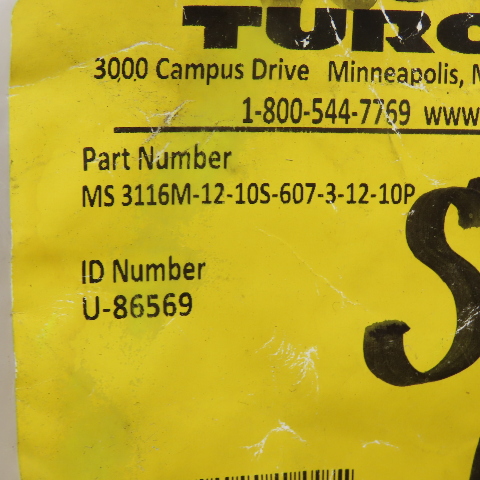 TURC
3000 Campus Drive Minneapolis,
1-800-544-7769 www.
Part Number
MS 3116M-12-10S-607-3-12-10P
ID Number
U-86569
S